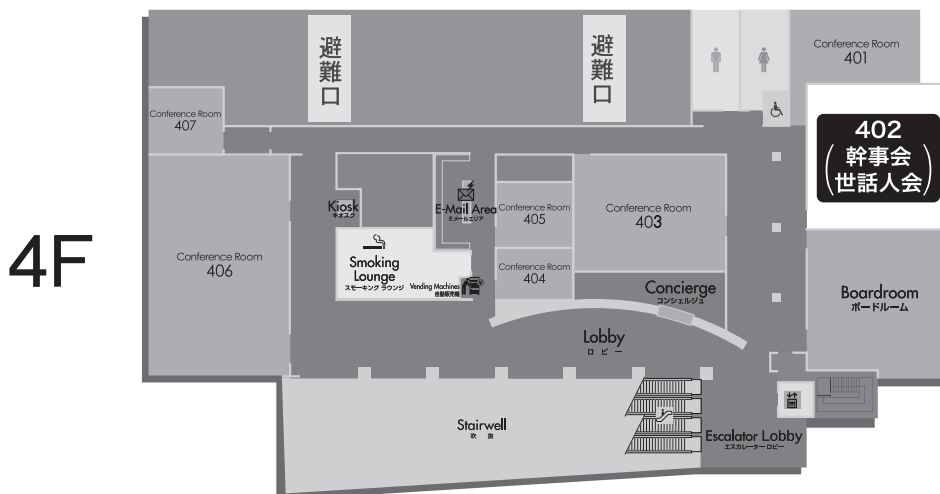 避難口
避難口
Conference Room
401
Conference Room
407
402
幹事会
世話人会
Kiosk
キオスク
E-Mail Area
Eメールエリア
Conference Room
405
Conference Room
403
4F
Conference Room
406
Smoking
Lounge
スモーキング ラウンジ
Vending Machines
自動販売機
Conference Room
404
Concierge
コンシェルジュ
Boardroom
ボードルーム
Lobby
ロビー
Stairwell
吹抜
Escalator Lobby
エスカレーターロビー